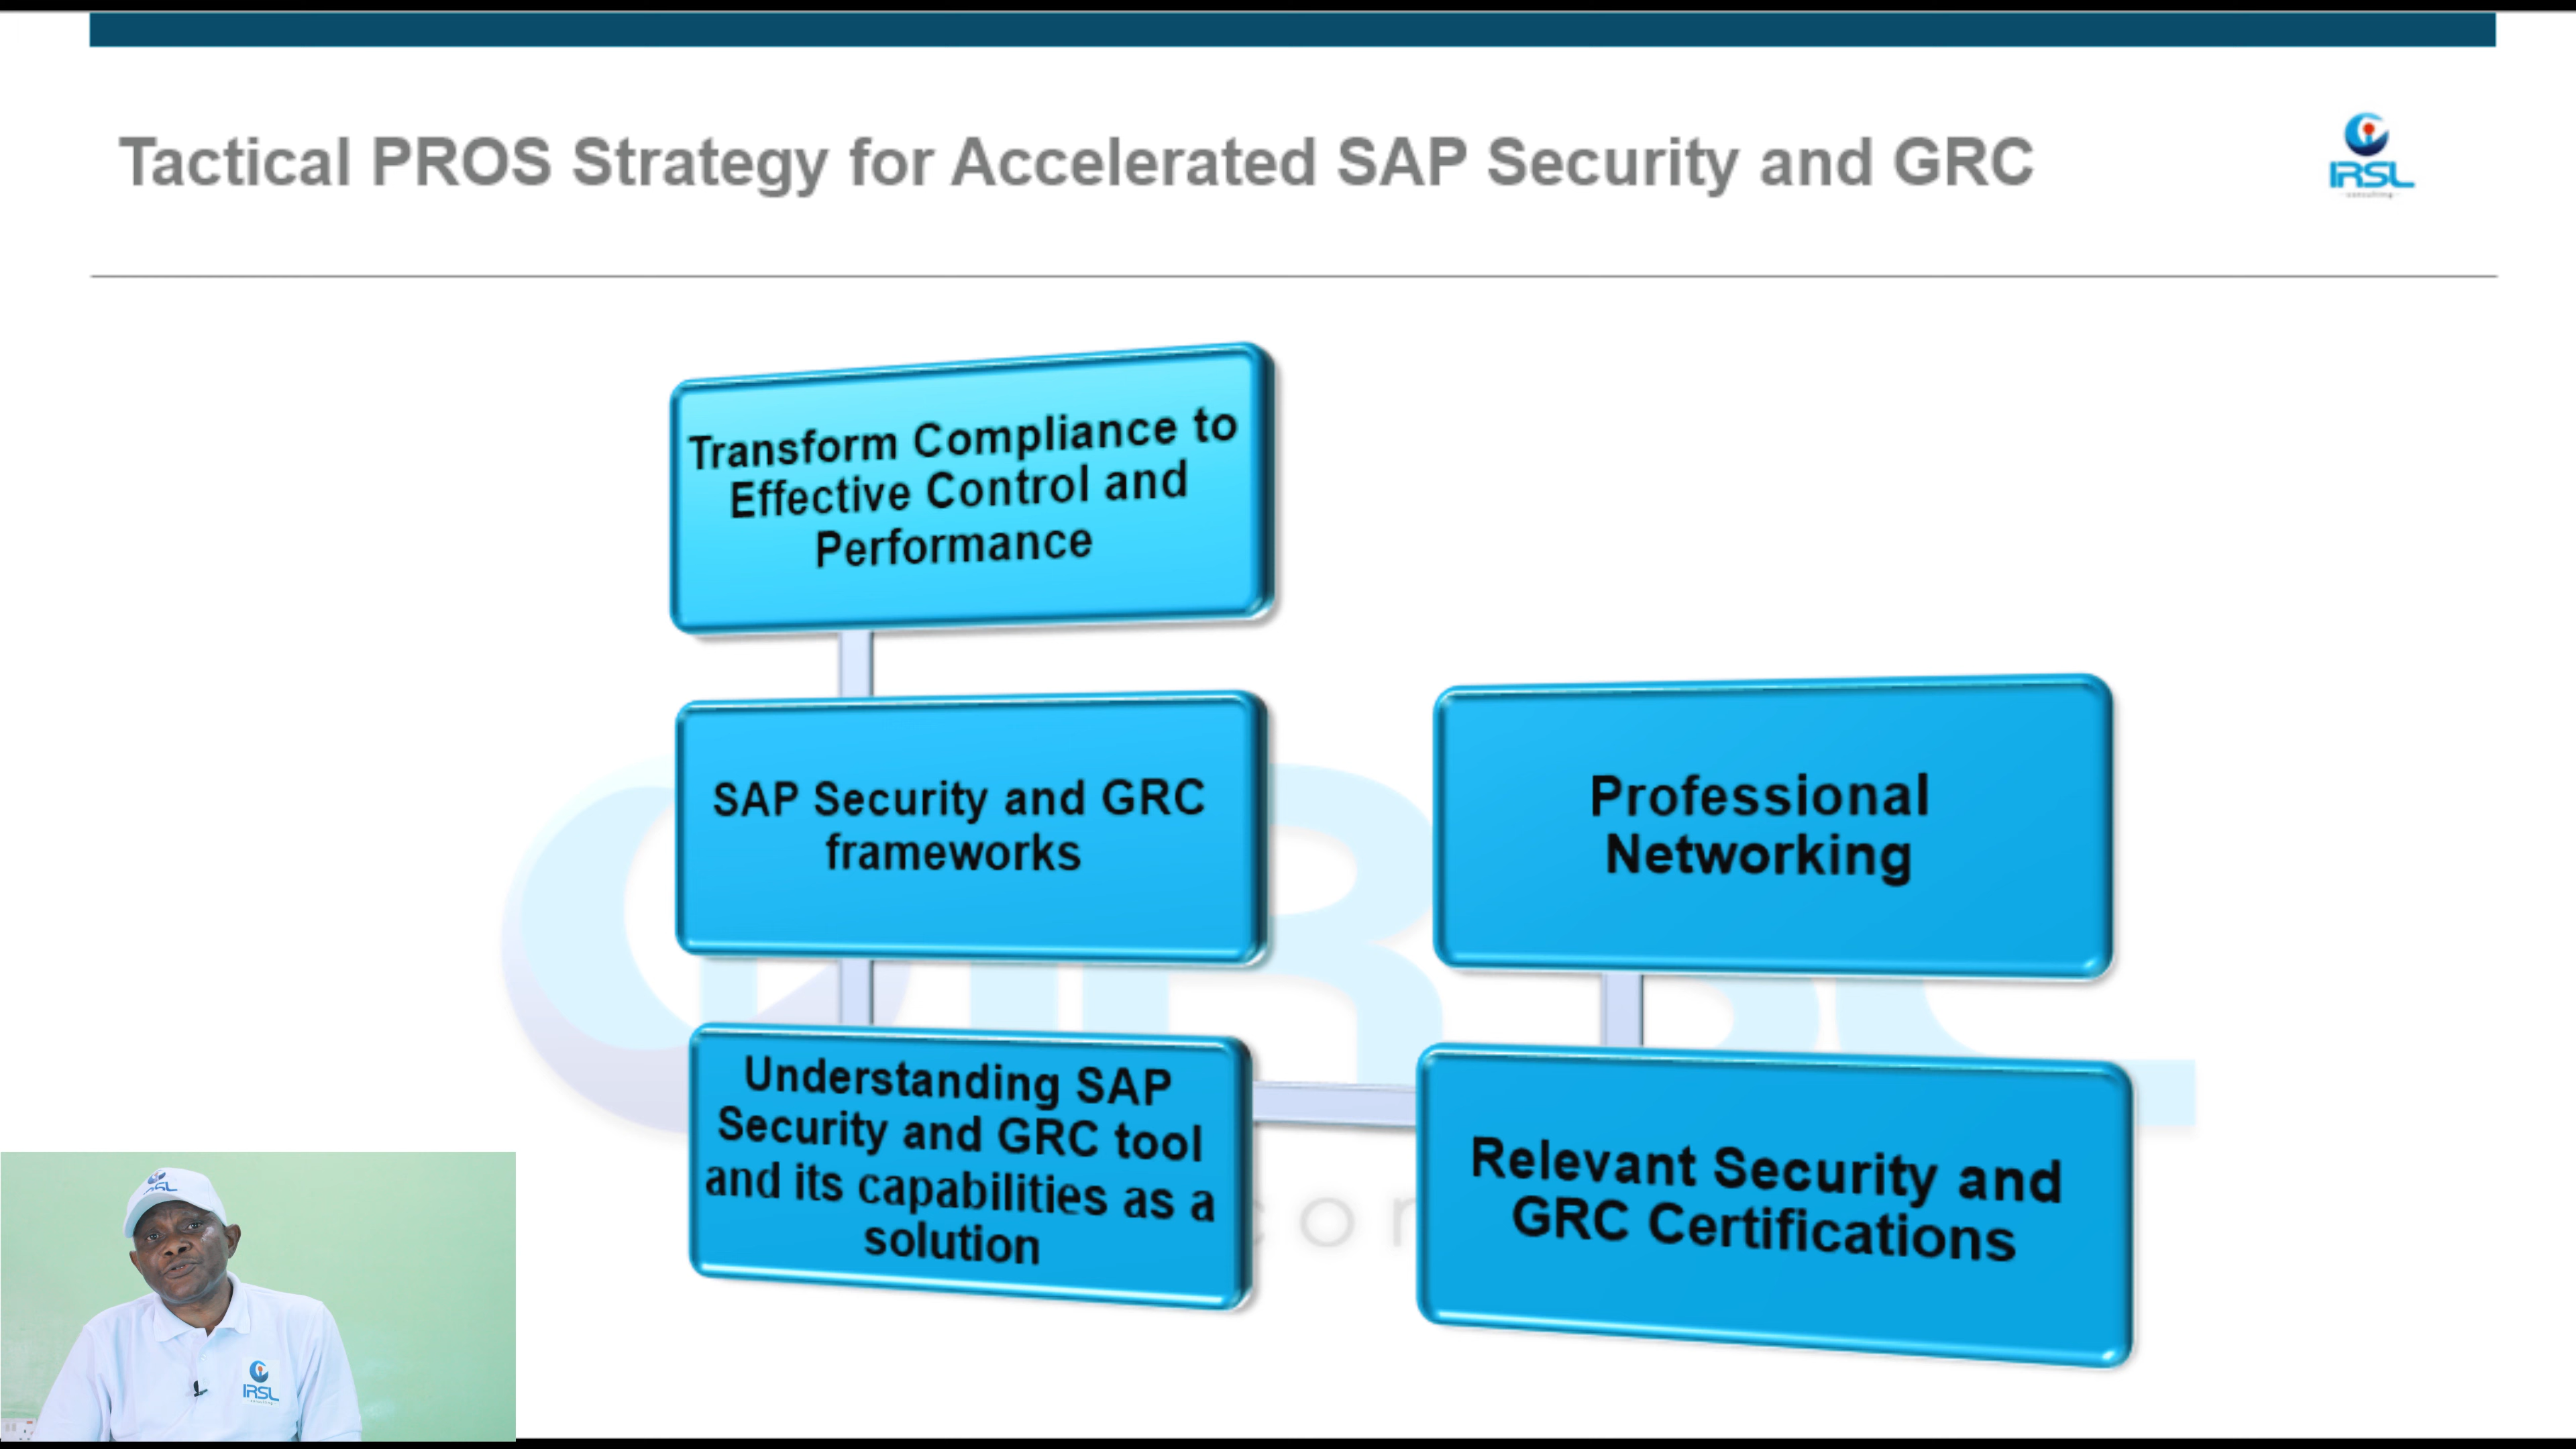 Tactical PROS Strategy for Accelerated SAP Security and GRC
IRSL
consulting
Transform Compliance to
Effective Control and
Performance
SAP Security and GRC
frameworks
Understanding SAP
Security and GRC tool
and its capabilities as a
solution
Relevant Security and
GRC Certifications
Professional
Networking
IRSL